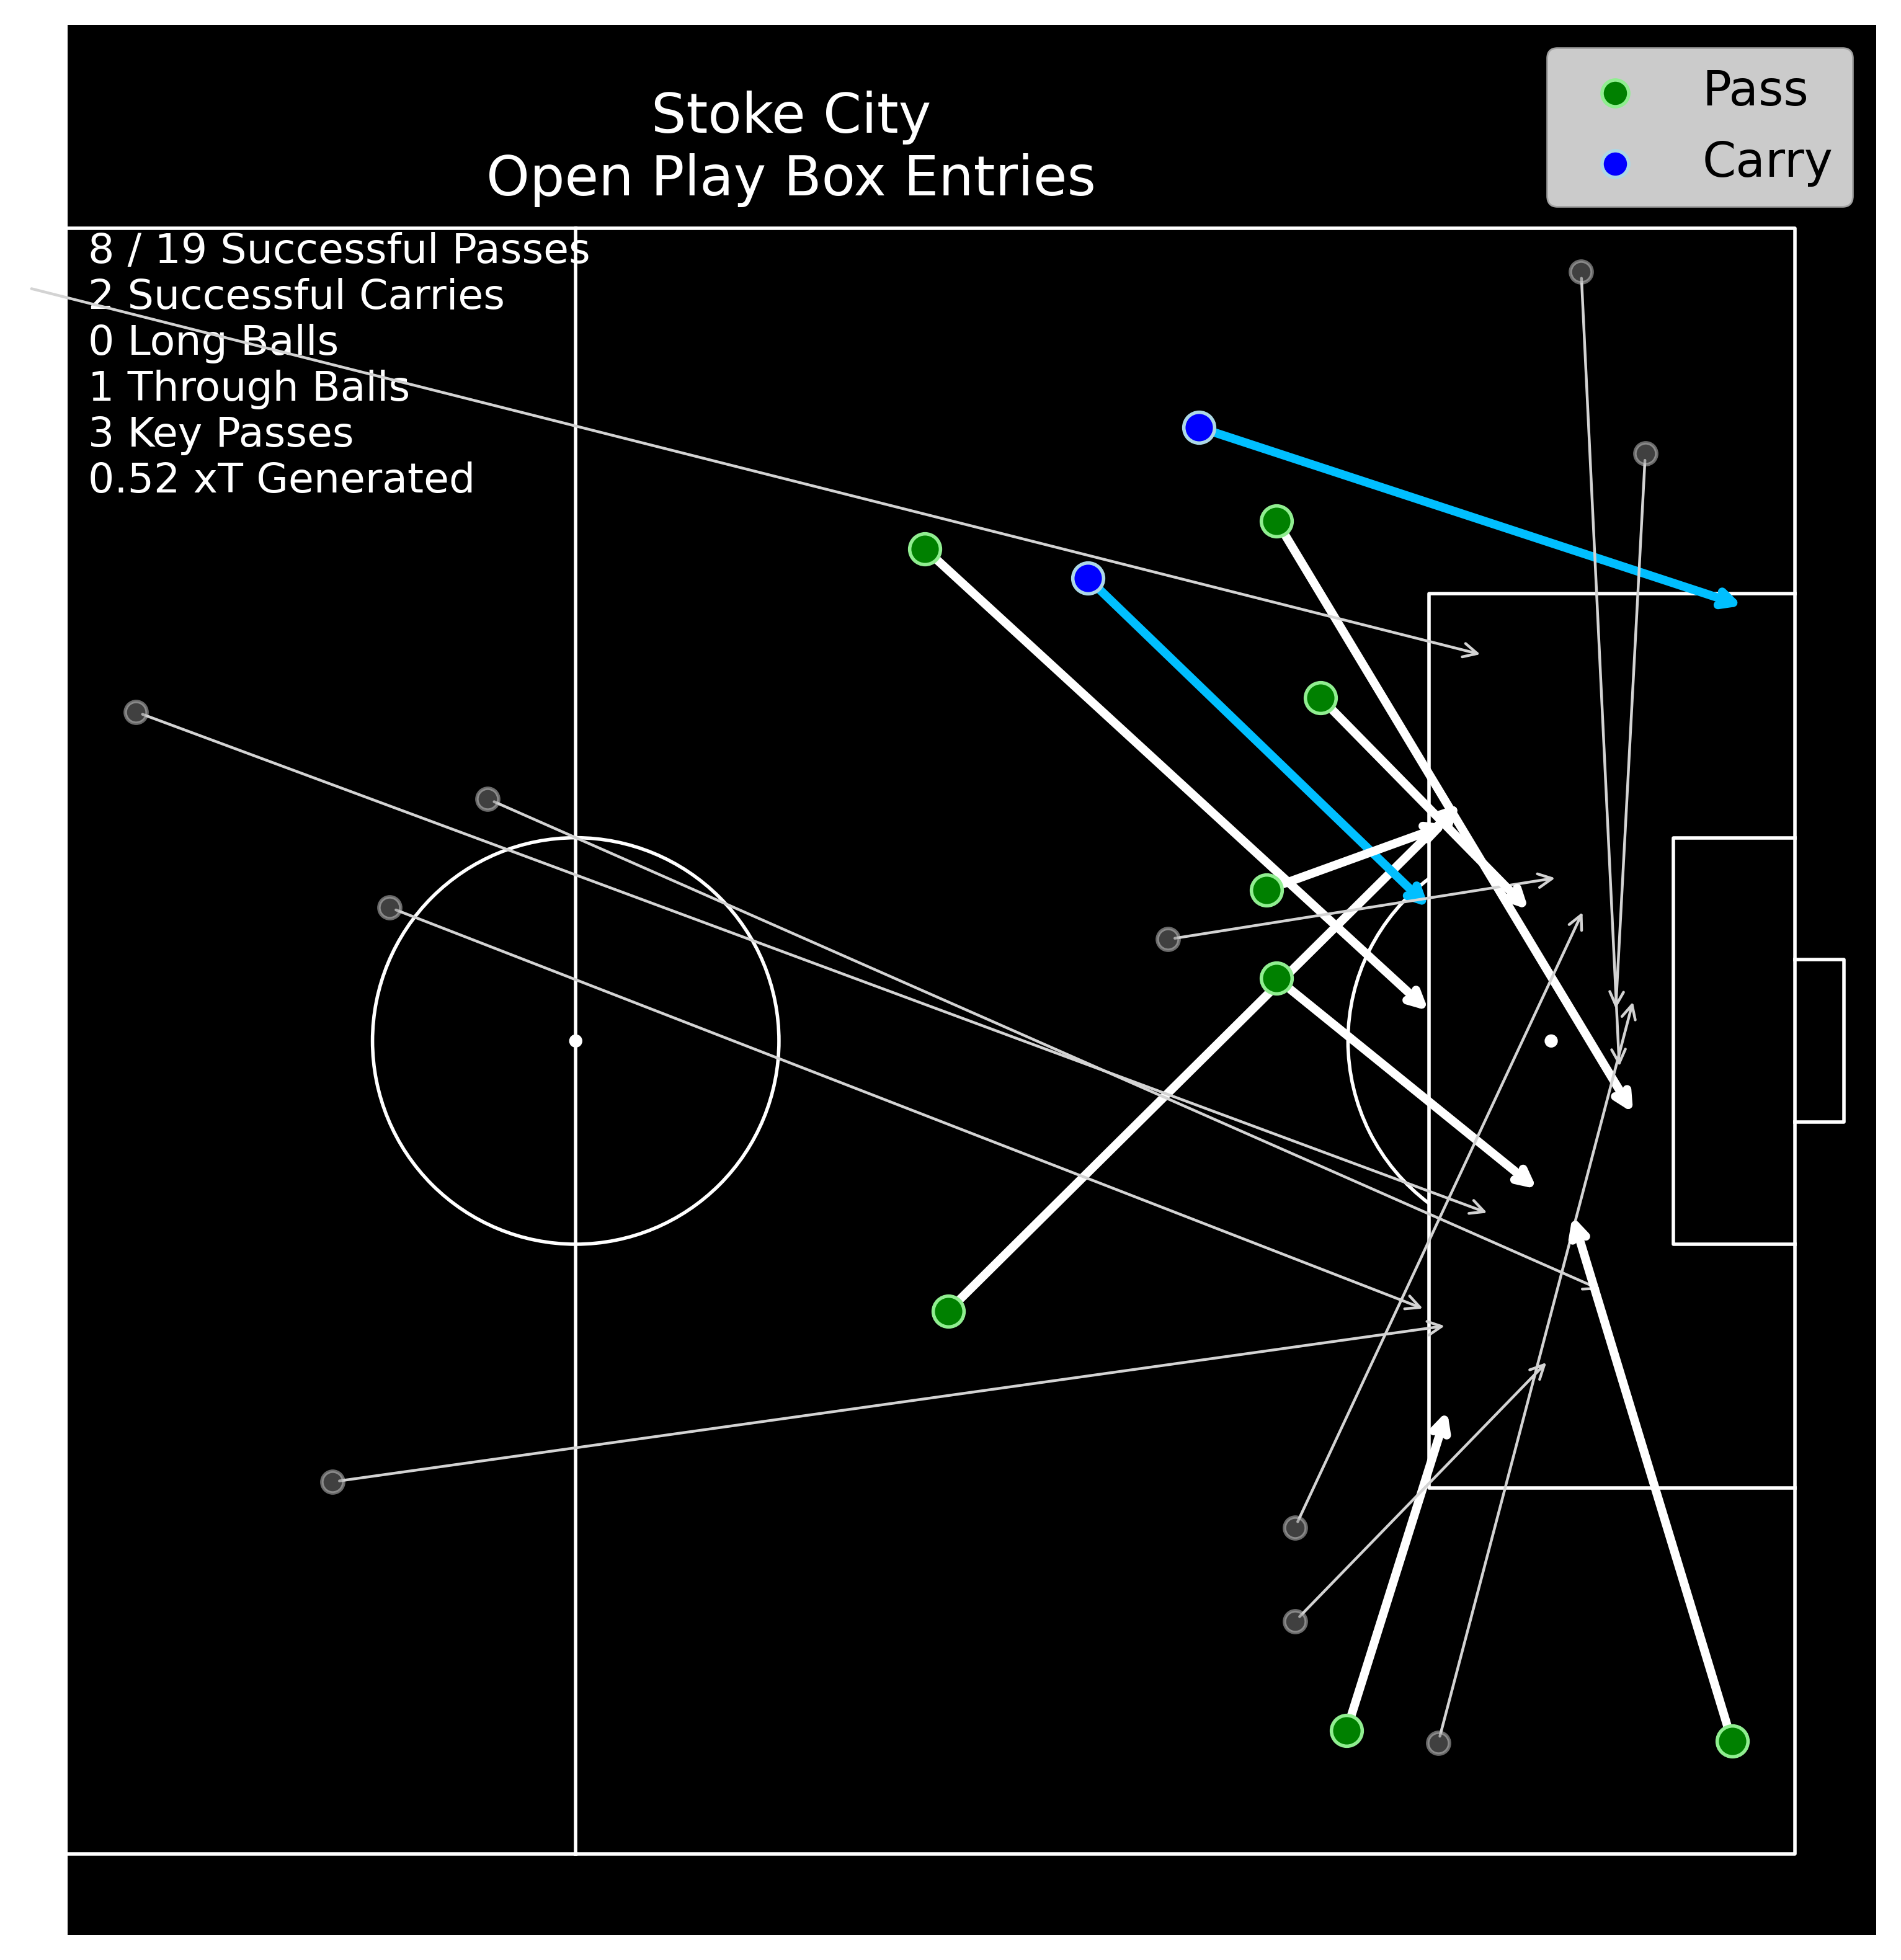 Stoke City
Open Play Box Entries
Pass
Carry
8 / 19 Successful Passes
2 Successful Carries
0 Long Balls
1 Through Balls
3 Key Passes
0.52 xT Generated